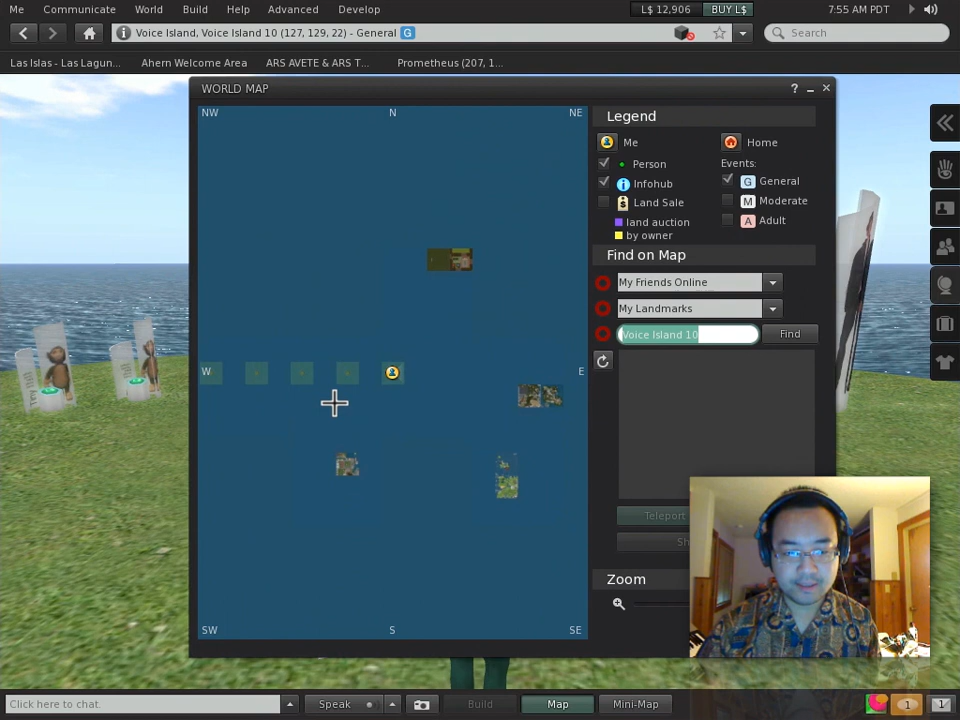 Me Communicate World Build Help Advanced Develop L$ 12,906 BUY L$ 7:55 AM PDT
Voice Island, Voice Island 10 (127, 129, 22) - General G Search
Las Islas - Las Lagun... Ahern Welcome Area ARS AVETE & ARS T... Prometheus (207, 1...
WORLD MAP ?
NW N NE
W E
SW S SE
Legend
Me Home
Person Events:
Infohub G General
Land Sale M Moderate
land auction A Adult
by owner
Find on Map
My Friends Online
My Landmarks
Voice Island 10 Find
Teleport
Sh
Zoom
Click here to chat. Speak Build Map Mini-Map 1 1